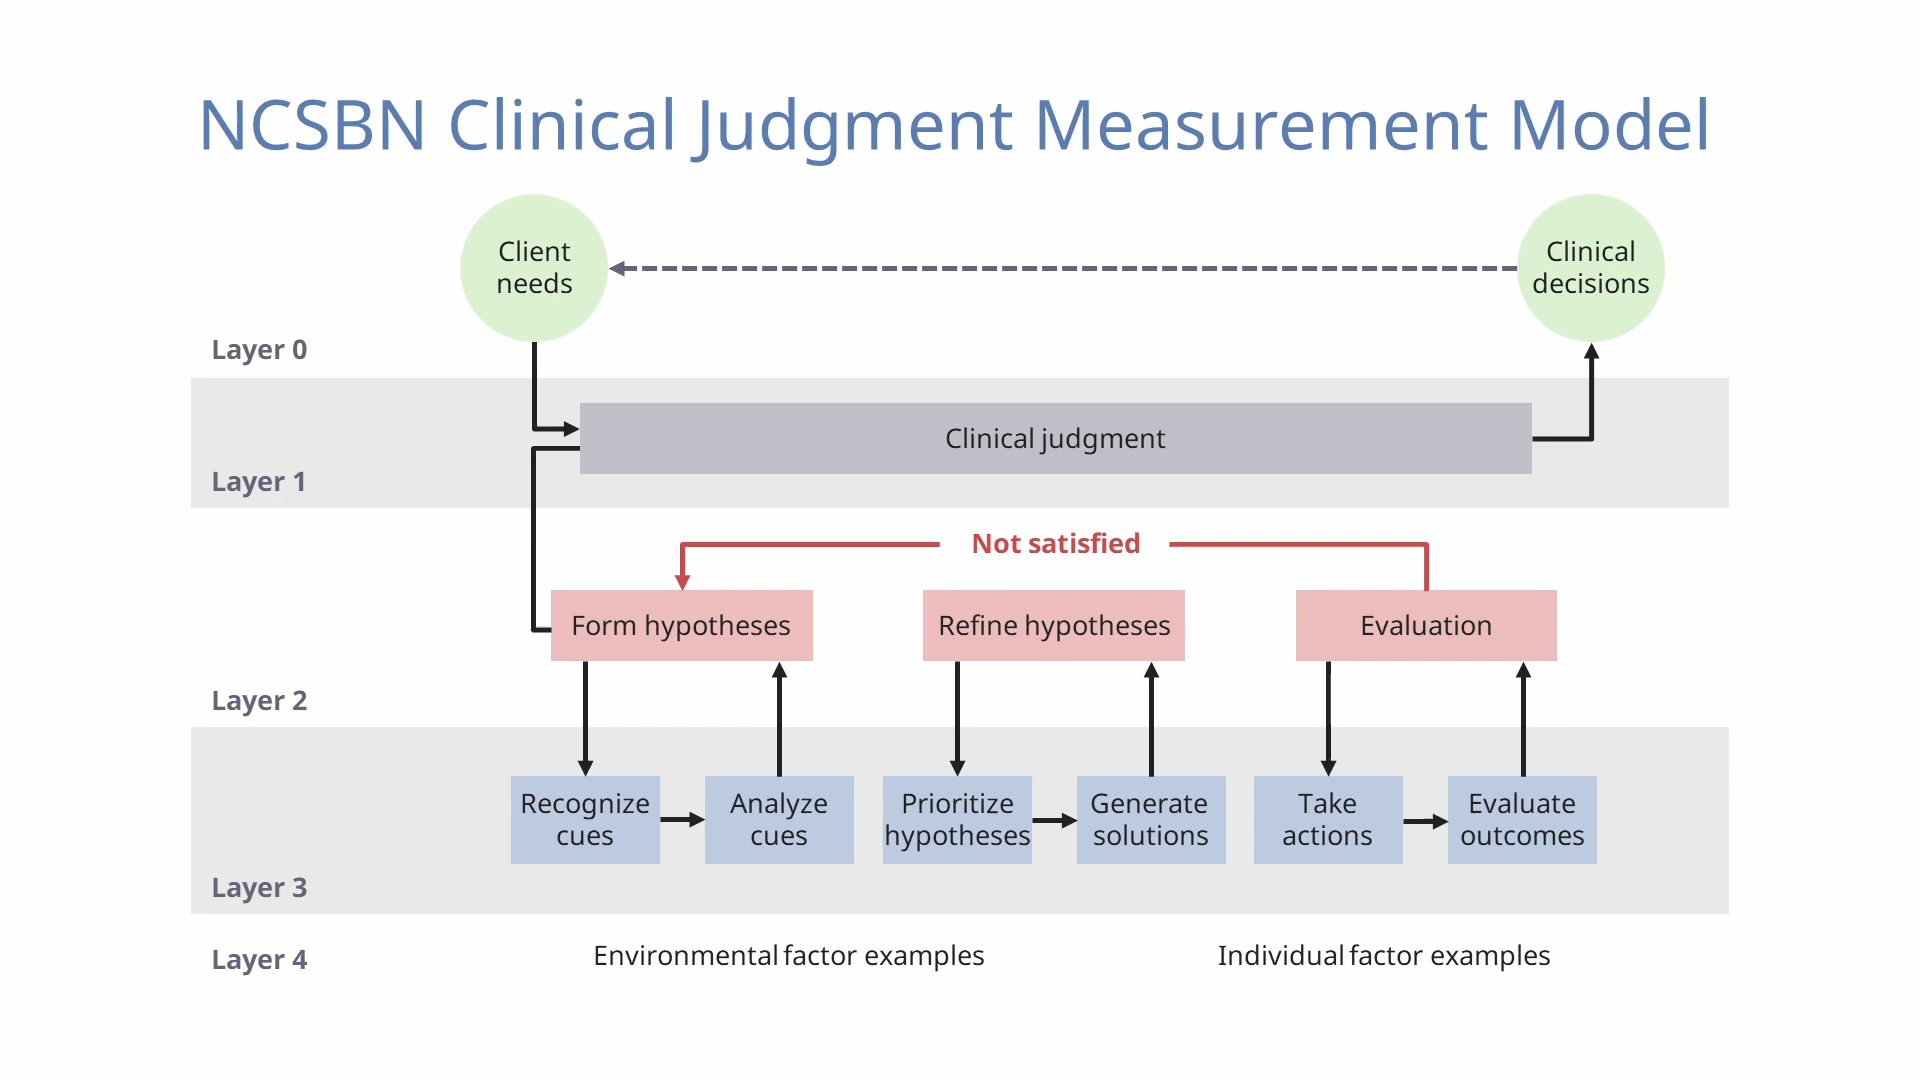 NCSBN Clinical Judgment Measurement Model
Client
needs
Clinical
decisions
Layer 0
Clinical judgment
Layer 1
Not satisfied
Form hypotheses
Refine hypotheses
Evaluation
Layer 2
Recognize
cues
Analyze
cues
Prioritize
hypotheses
Generate
solutions
Take
actions
Evaluate
outcomes
Layer 3
Layer 4
Environmental factor examples
Individual factor examples